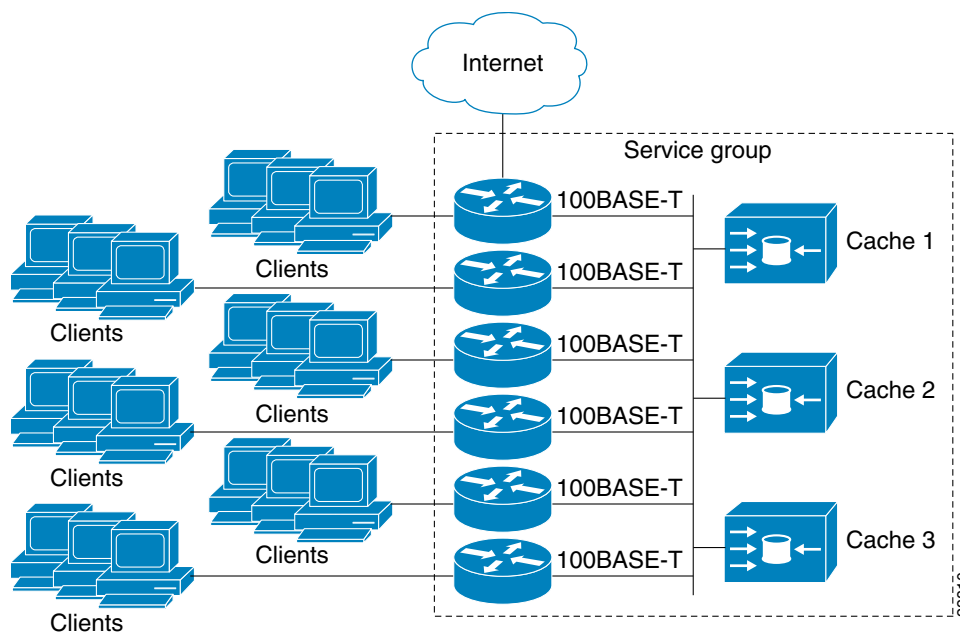 Internet
Service group
100BASE-T
Cache 1
Clients
100BASE-T
Clients
100BASE-T
Cache 2
Clients
100BASE-T
Clients
100BASE-T
Cache 3
Clients
100BASE-T
Clients